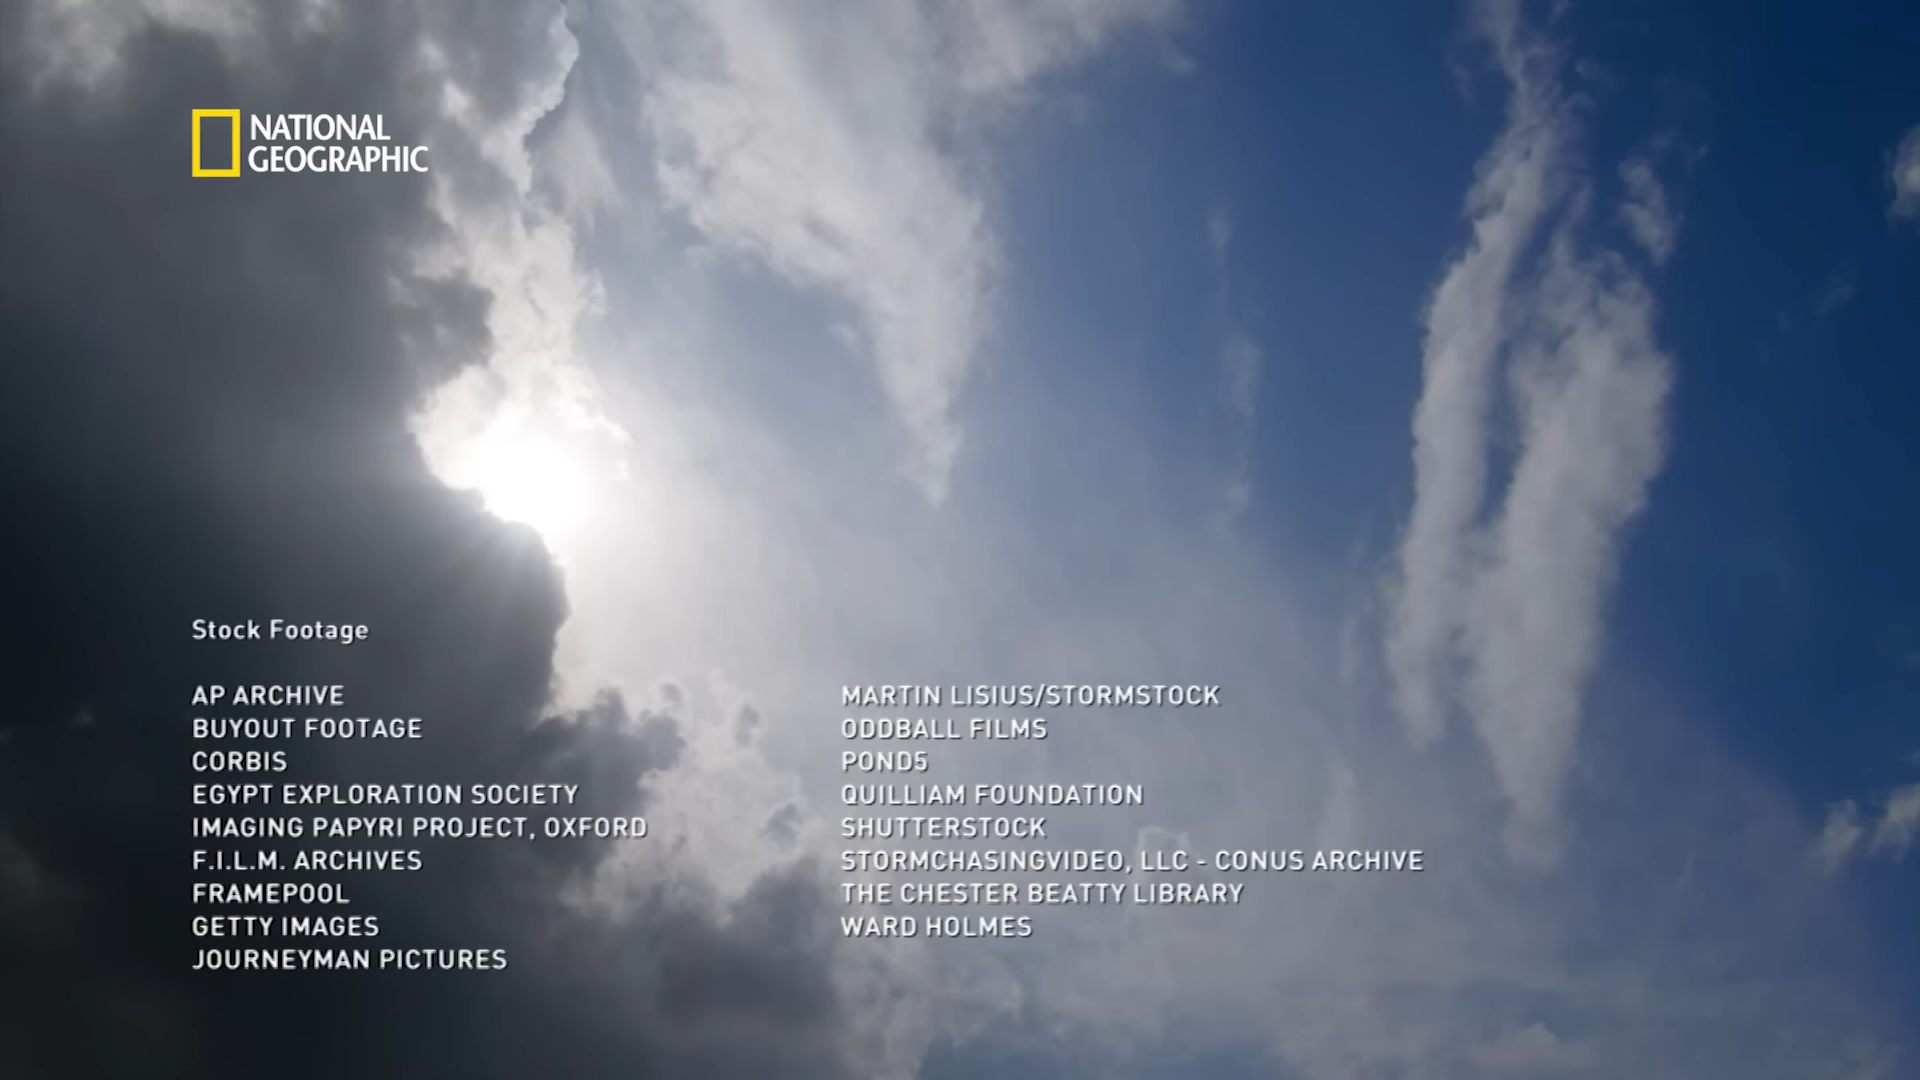 NATIONAL
GEOGRAPHIC
Stock Footage
AP ARCHIVE
BUYOUT FOOTAGE
CORBIS
EGYPT EXPLORATION SOCIETY
IMAGING PAPYRI PROJECT, OXFORD
F.I.L.M. ARCHIVES
FRAMEPOOL
GETTY IMAGES
JOURNEYMAN PICTURES
MARTIN LISIUS/STORMSTOCK
ODDBALL FILMS
POND5
QUILLIAM FOUNDATION
SHUTTERSTOCK
STORMCHASINGVIDEO, LLC - CONUS ARCHIVE
THE CHESTER BEATTY LIBRARY
WARD HOLMES